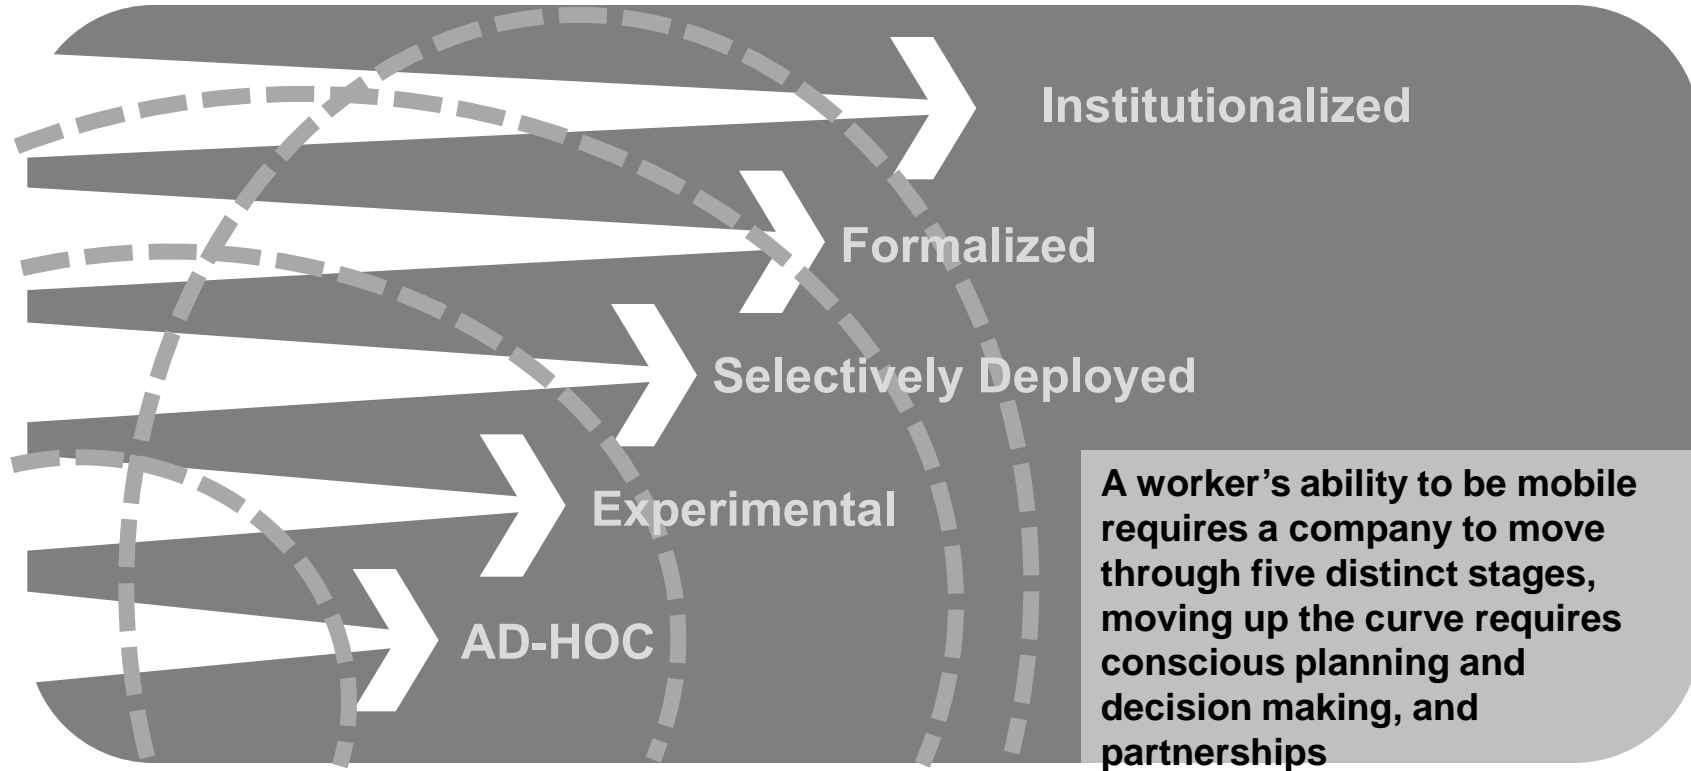 Institutionalized
Formalized
Selectively Deployed
Experimental
AD-HOC
A worker’s ability to be mobile
requires a company to move
through five distinct stages,
moving up the curve requires
conscious planning and
decision making, and
partnerships